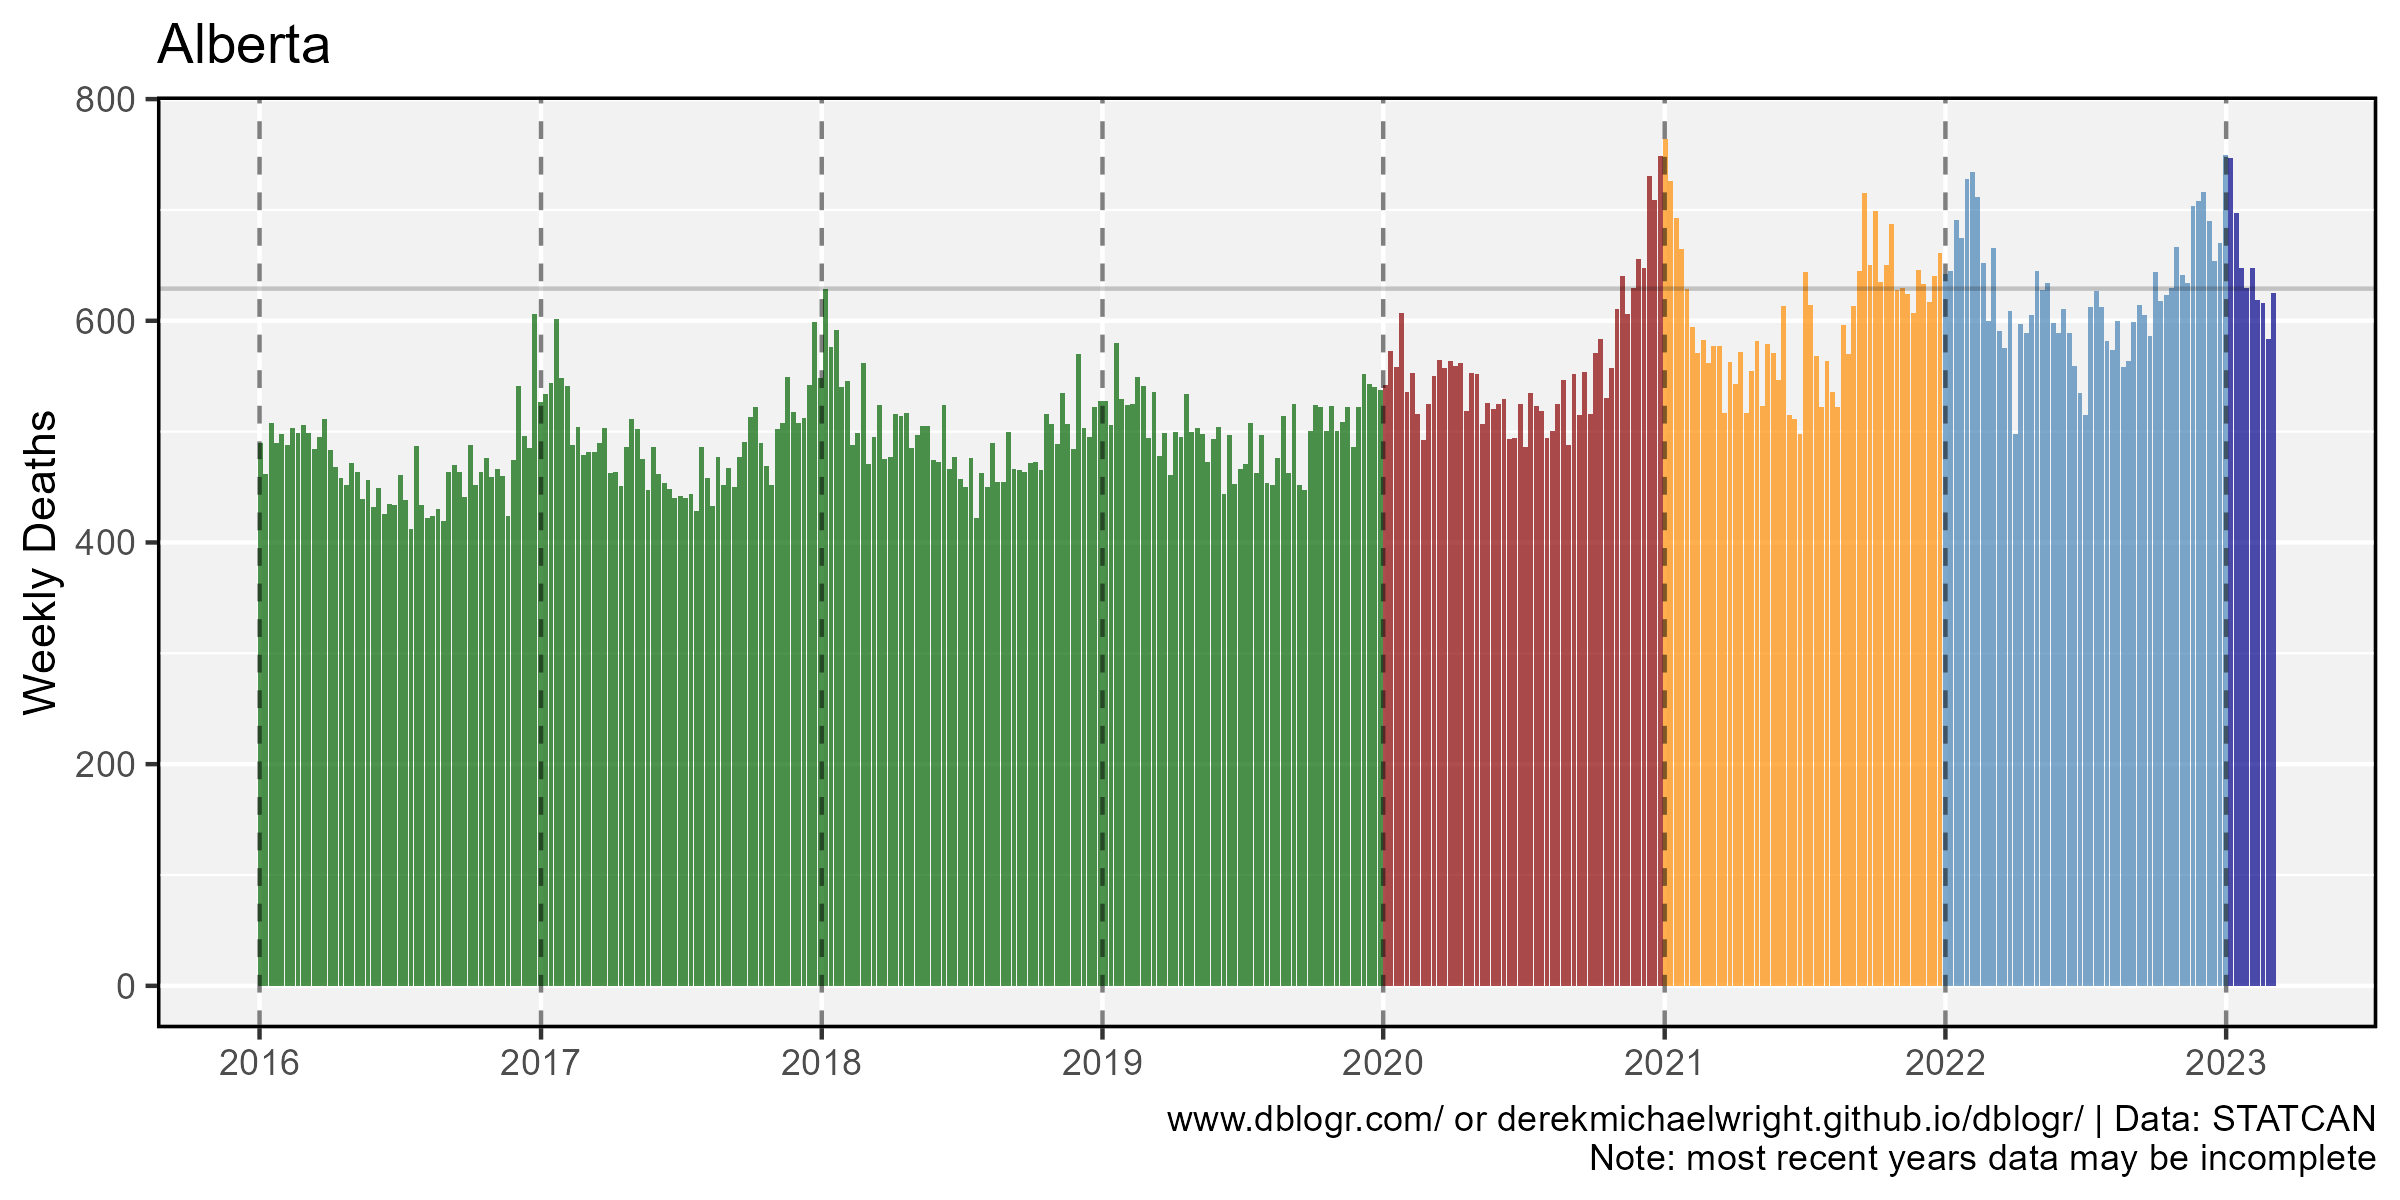 Alberta
800
600
400
200
0
Weekly Deaths
2016 2017 2018 2019 2020 2021 2022 2023
www.dblogr.com/ or derekmichaelwright.github.io/dblogr/ | Data: STATCAN
Note: most recent years data may be incomplete